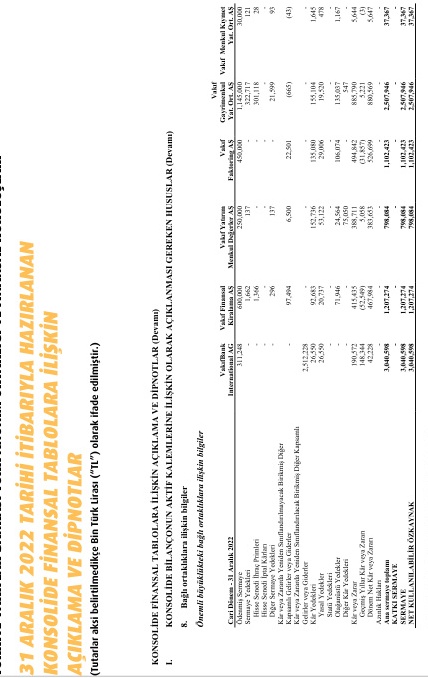 31 ARALIK 2022 TARİHİ İTİBARIYLA HAZIRLANAN
KONSOLİDE FİNANSAL TABLOLARA İLİŞKİN
AÇIKLAMA VE DİPNOTLAR
(Tutarlar aksi belirtilmedikçe Bin Türk Lirası ("TL") olarak ifade edilmiştir.)
KONSOLİDE FİNANSAL TABLOLARA İLİŞKİN AÇIKLAMA VE DİPNOTLAR (Devamı)
I. KONSOLİDE BİLANÇONUN AKTİF KALEMLERİNE İLİŞKİN OLARAK AÇIKLANMASI GEREKEN HUSUSLAR (Devamı)
8. Bağlı ortaklıklara ilişkin bilgiler
Önemli büyüklükteki bağlı ortaklıklara ilişkin bilgiler
Cari Dönem - 31 Aralık 2022 VakıfBank International AG Vakıf Finansal Kiralama AŞ Vakıf Yatırım Menkul Değerler AŞ Vakıf Faktoring AŞ Vakıf Gayrimenkul Yat. Ort. AŞ Vakıf Menkul Kıymet Yat. Ort. AŞ
Ödenmiş Sermaye 311,248 600,000 250,000 450,000 1,145,000 30,000
Sermaye Yedekleri - 1,662 137 - 322,717 121
Hisse Senedi İhraç Primleri - 1,366 - - 301,118 28
Hisse Senedi İptal Kârları - - - - - -
Diğer Sermaye Yedekleri - 296 137 - 21,599 93
Kâr veya Zararda Yeniden Sınıflandırılmayacak Birikmiş Diğer
Kapsamlı Gelirler veya Giderler - 97,494 6,500 22,501 (665) (43)
Kâr veya Zararda Yeniden Sınıflandırılacak Birikmiş Diğer Kapsamlı
Gelirler veya Giderler 2,512,228 - - - - -
Kâr Yedekleri 26,550 92,683 152,736 135,080 155,104 1,645
Yasal Yedekler 26,550 20,737 53,122 29,006 19,520 478
Statü Yedekleri - - - - - -
Olağanüstü Yedekler - 71,946 24,564 106,074 135,037 1,167
Diğer Kâr Yedekleri - - 75,050 - 547 -
Kâr veya Zarar 190,572 415,435 388,711 494,842 885,790 5,644
Geçmiş Yıllar Kâr veya Zararı 148,344 (52,549) 5,058 (31,857) 5,221 (3)
Dönem Net Kâr veya Zararı 42,228 467,984 383,653 526,699 880,569 5,647
Azınlık Hakları - - - - - -
Ana sermaye toplamı 3,040,598 1,207,274 798,084 1,102,423 2,507,946 37,367
KATKI SERMAYE - - - - - -
SERMAYE 3,040,598 1,207,274 798,084 1,102,423 2,507,946 37,367
NET KULLANILABİLİR ÖZKAYNAK 3,040,598 1,207,274 798,084 1,102,423 2,507,946 37,367